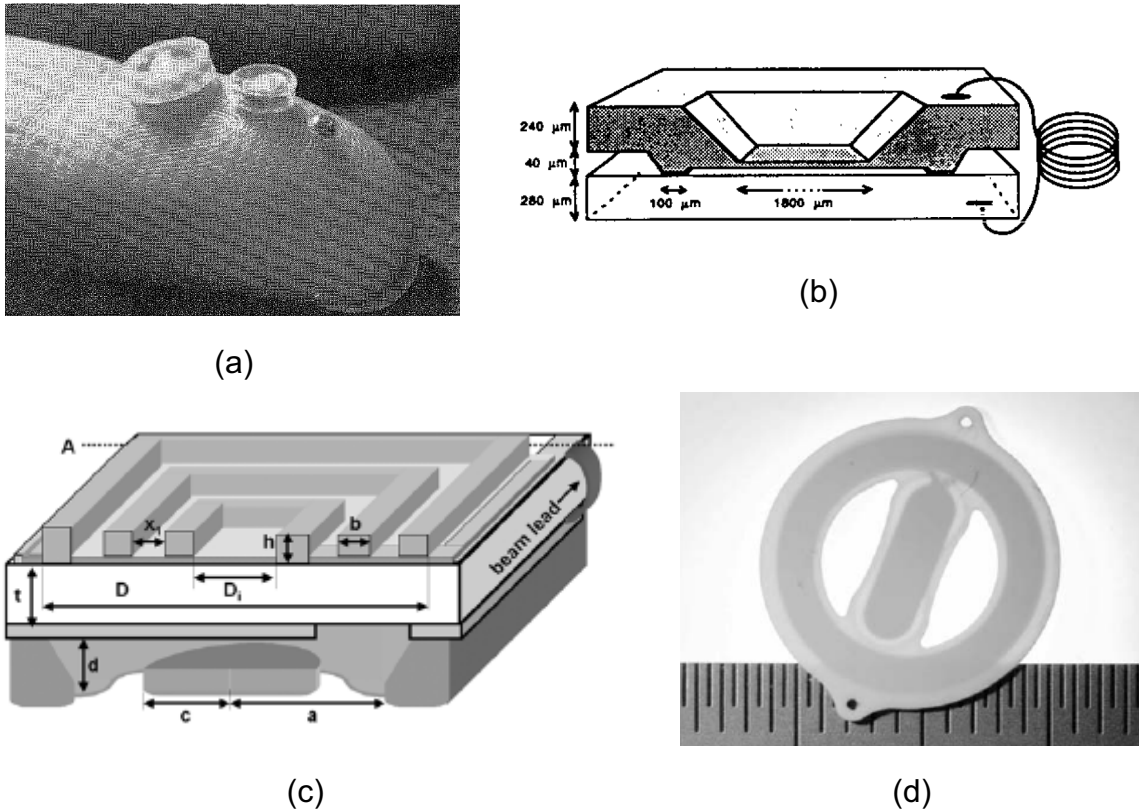 240 μm
40 μm
280 μm
100 μm
1800 μm
(b)
(a)
A
x₁
h
b
beam lead
t
D
Dᵢ
d
c
a
(c)
(d)